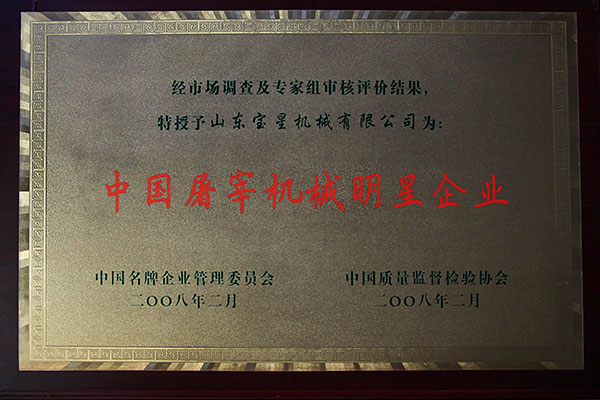 经市场调查及专家组审核评价结果,
特授予山东宝星机械有限公司为:
中国屠宰机械明星企业
中国名牌企业管理委员会
二〇〇八年二月
中国质量监督检验协会
二〇〇八年二月